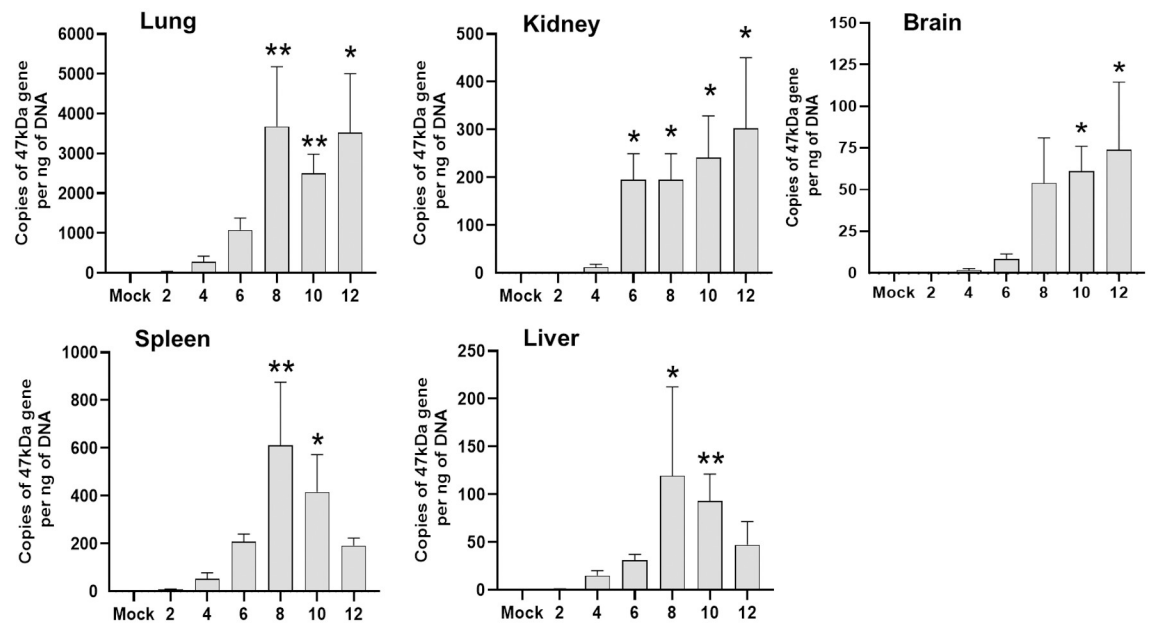 Lung
Copies of 47kDa gene
per ng of DNA
6000
5000
4000
3000
2000
1000
0
** ** *
Mock 2 4 6 8 10 12
Kidney
Copies of 47kDa gene
per ng of DNA
500
400
300
200
100
0
* * * *
Mock 2 4 6 8 10 12
Brain
Copies of 47kDa gene
per ng of DNA
150
125
100
75
50
25
0
* *
Mock 2 4 6 8 10 12
Spleen
Copies of 47kDa gene
per ng of DNA
1000
800
600
400
200
0
** *
Mock 2 4 6 8 10 12
Liver
Copies of 47kDa gene
per ng of DNA
250
200
150
100
50
0
* **
Mock 2 4 6 8 10 12